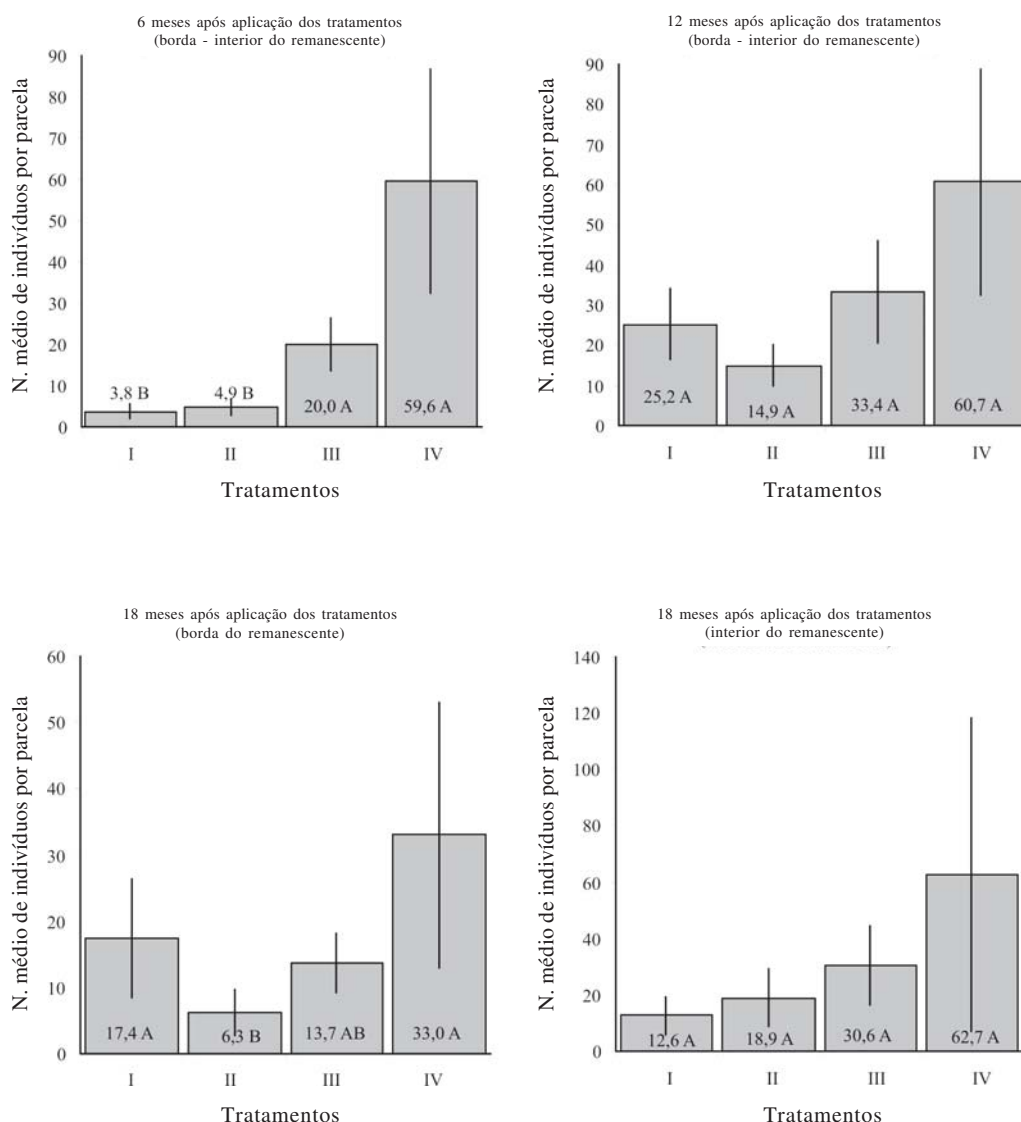 6 meses após aplicação dos tratamentos
(borda - interior do remanescente)
N. médio de indivíduos por parcela
90
80
70
60
50
40
30
20
10
0
3,8 B
4,9 B
20,0 A
59,6 A
I
II
III
IV
Tratamentos
12 meses após aplicação dos tratamentos
(borda - interior do remanescente)
N. médio de indivíduos por parcela
90
80
70
60
50
40
30
20
10
0
25,2 A
14,9 A
33,4 A
60,7 A
I
II
III
IV
Tratamentos
18 meses após aplicação dos tratamentos
(borda do remanescente)
N. médio de indivíduos por parcela
60
50
40
30
20
10
0
17,4 A
6,3 B
13,7 AB
33,0 A
I
II
III
IV
Tratamentos
18 meses após aplicação dos tratamentos
(interior do remanescente)
N. médio de indivíduos por parcela
140
120
100
80
60
40
20
0
12,6 A
18,9 A
30,6 A
62,7 A
I
II
III
IV
Tratamentos